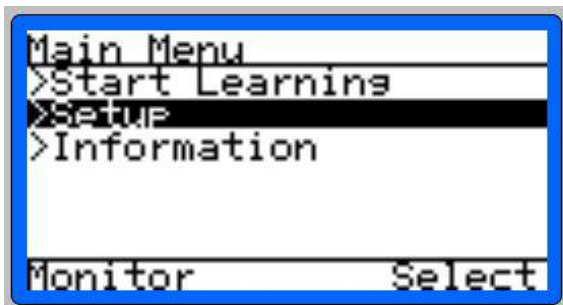 Main Menu
>Start Learning
>Setup
>Information
Monitor Select